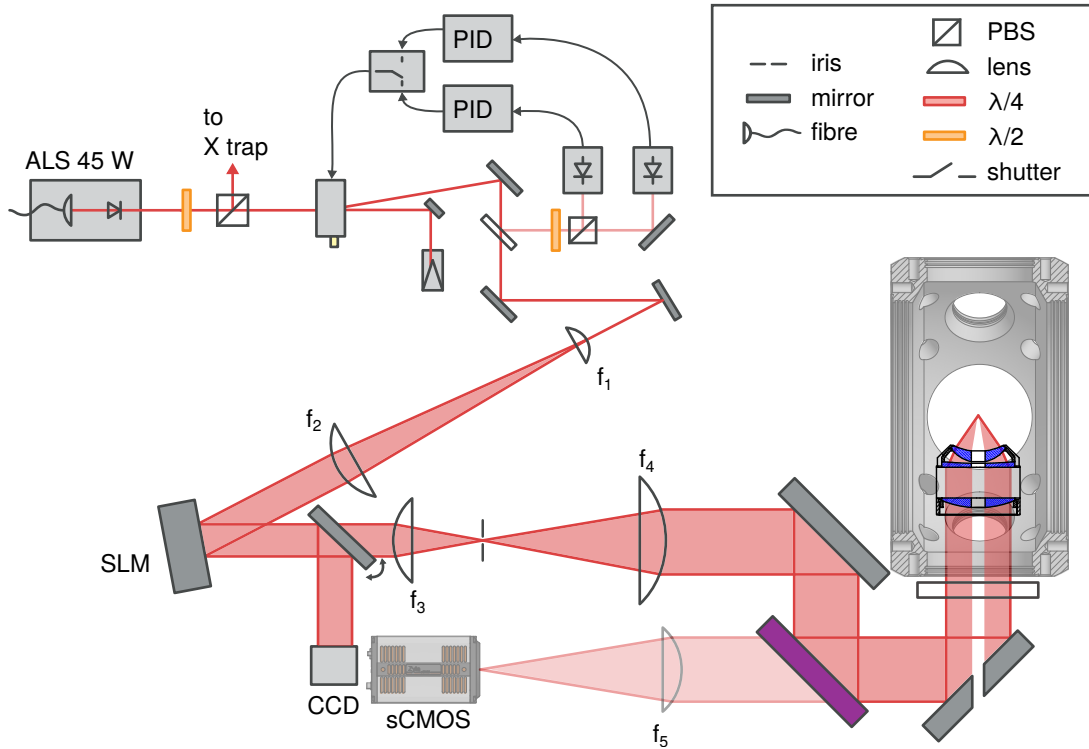 PID
PID
to
X trap
ALS 45 W
iris
mirror
fibre
PBS
lens
λ/4
λ/2
shutter
f₁
f₂
f₃
f₄
f₅
SLM
CCD
sCMOS